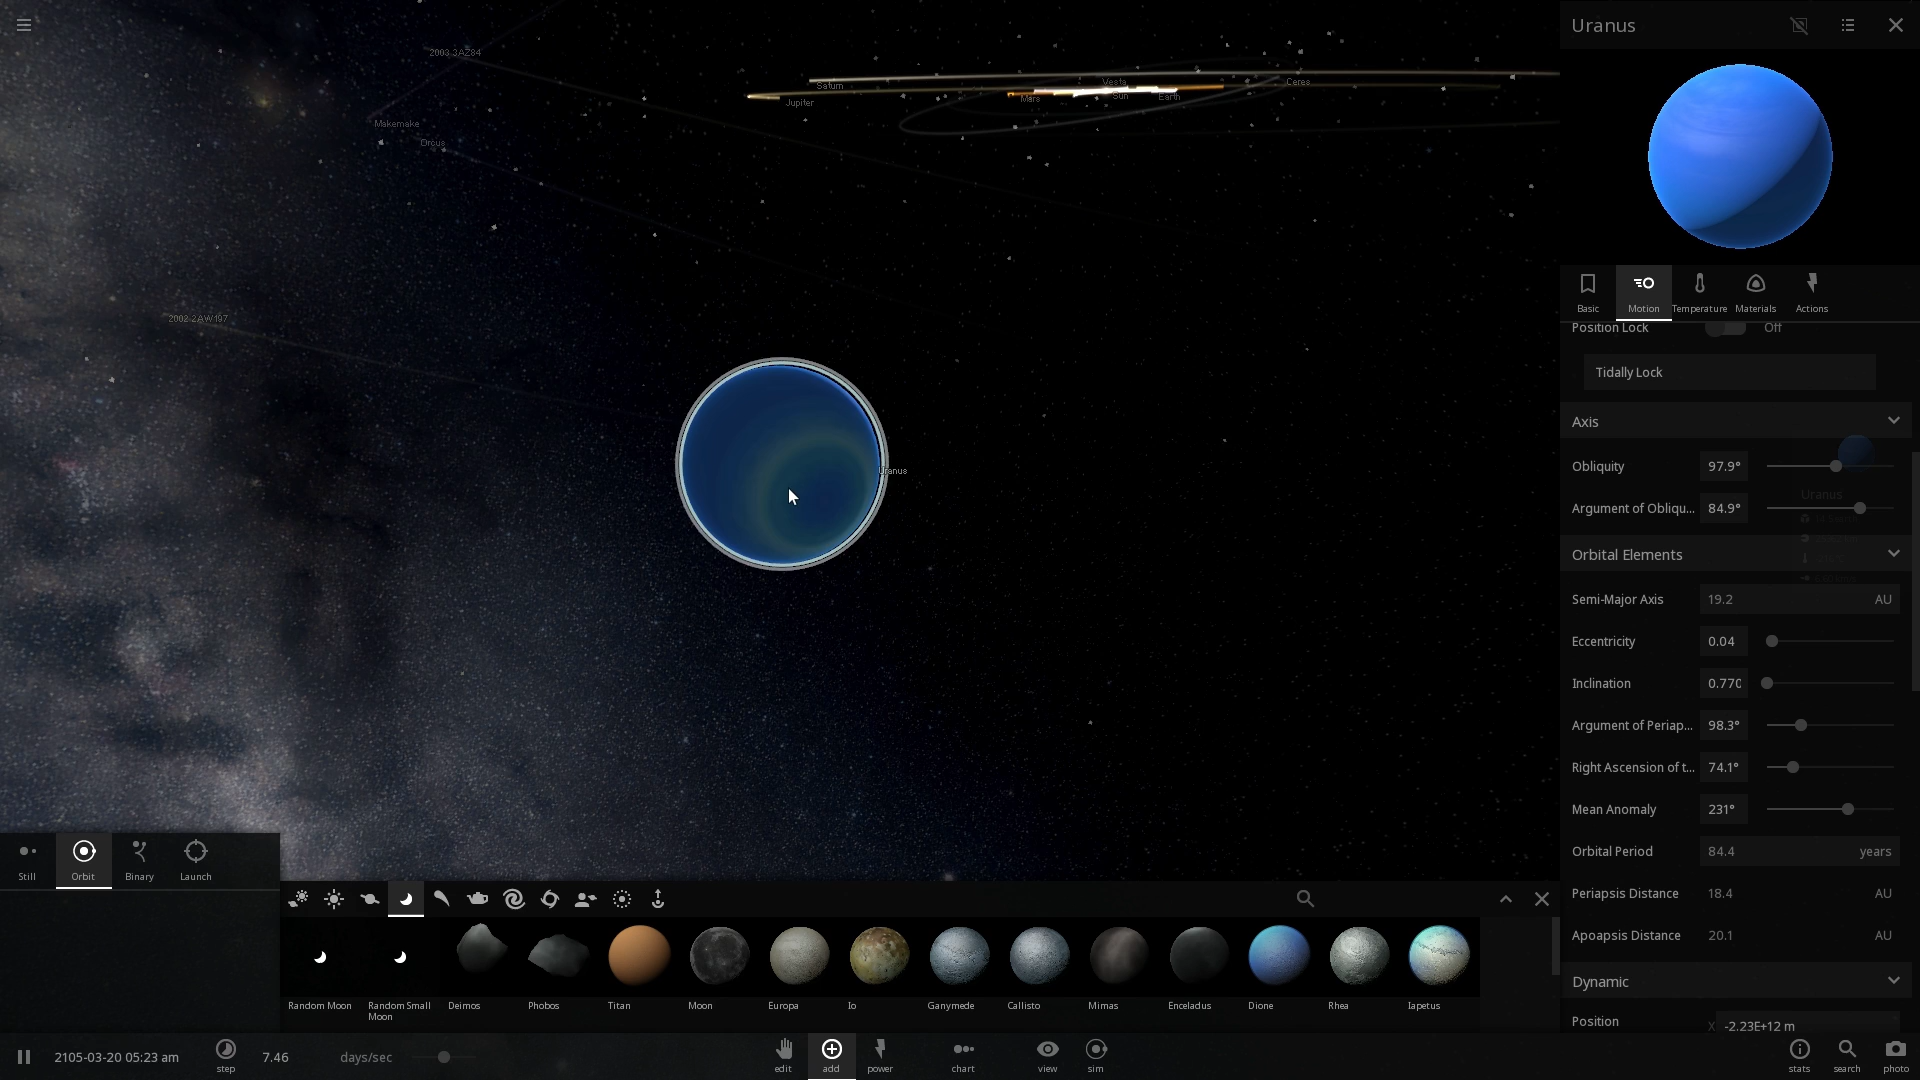 Uranus
2003 3AZ84
Saturn
Jupiter
Vesta
Ceres
Mars
Sun
Earth
Makemake
Orcus
2002 2AW197
Uranus
Basic
Motion
Temperature
Materials
Actions
Position Lock
Off
Tidally Lock
Axis
Obliquity 97.9°
Uranus
Argument of Obliqu... 84.9°
Orbital Elements
Semi-Major Axis 19.2 AU
Eccentricity 0.04
Inclination 0.770
Argument of Periap... 98.3°
Right Ascension of t... 74.1°
Mean Anomaly 231°
Orbital Period 84.4 years
Periapsis Distance 18.4 AU
Apoapsis Distance 20.1 AU
Dynamic
Position X -2.23E+12 m
Still
Orbit
Binary
Launch
Random Moon
Random Small
Moon
Deimos
Phobos
Titan
Moon
Europa
Io
Ganymede
Callisto
Mimas
Enceladus
Dione
Rhea
Iapetus
2105-03-20 05:23 am
step
7.46
days/sec
edit
add
power
chart
view
sim
stats
search
photo